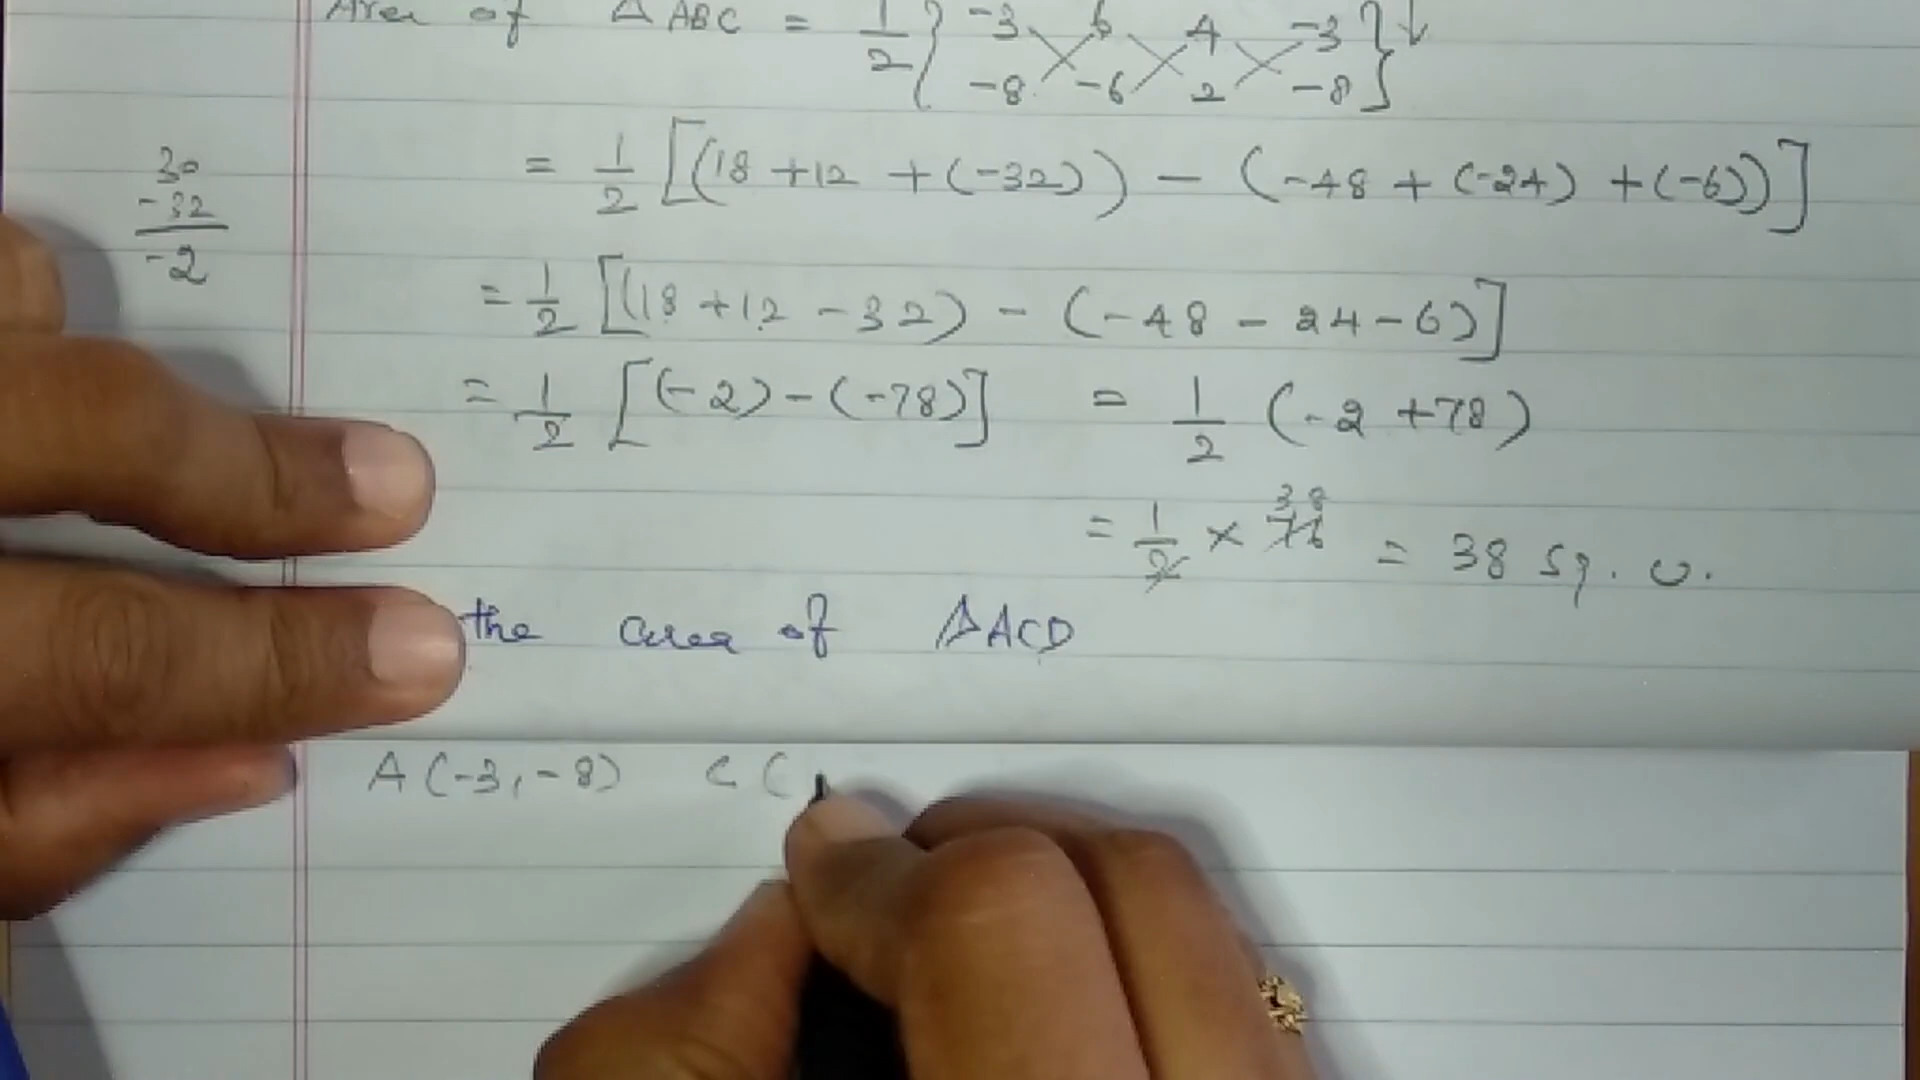 Area of △ABC = 1/2 { -3 6 4 -3 } ↓
-8 -6 2 -8
= 1/2 [(18 +12 +(-32)) - (-48 + (-24) +(-6))]
30
-32
-2
= 1/2 [(18 +12 -32) - (-48 - 24 -6)]
= 1/2 [(-2) - (-78)] = 1/2 (-2 +78)
= 1/2 × 76 38 = 38 sq. u.
the area of △ACD
A (-3, -8) C (